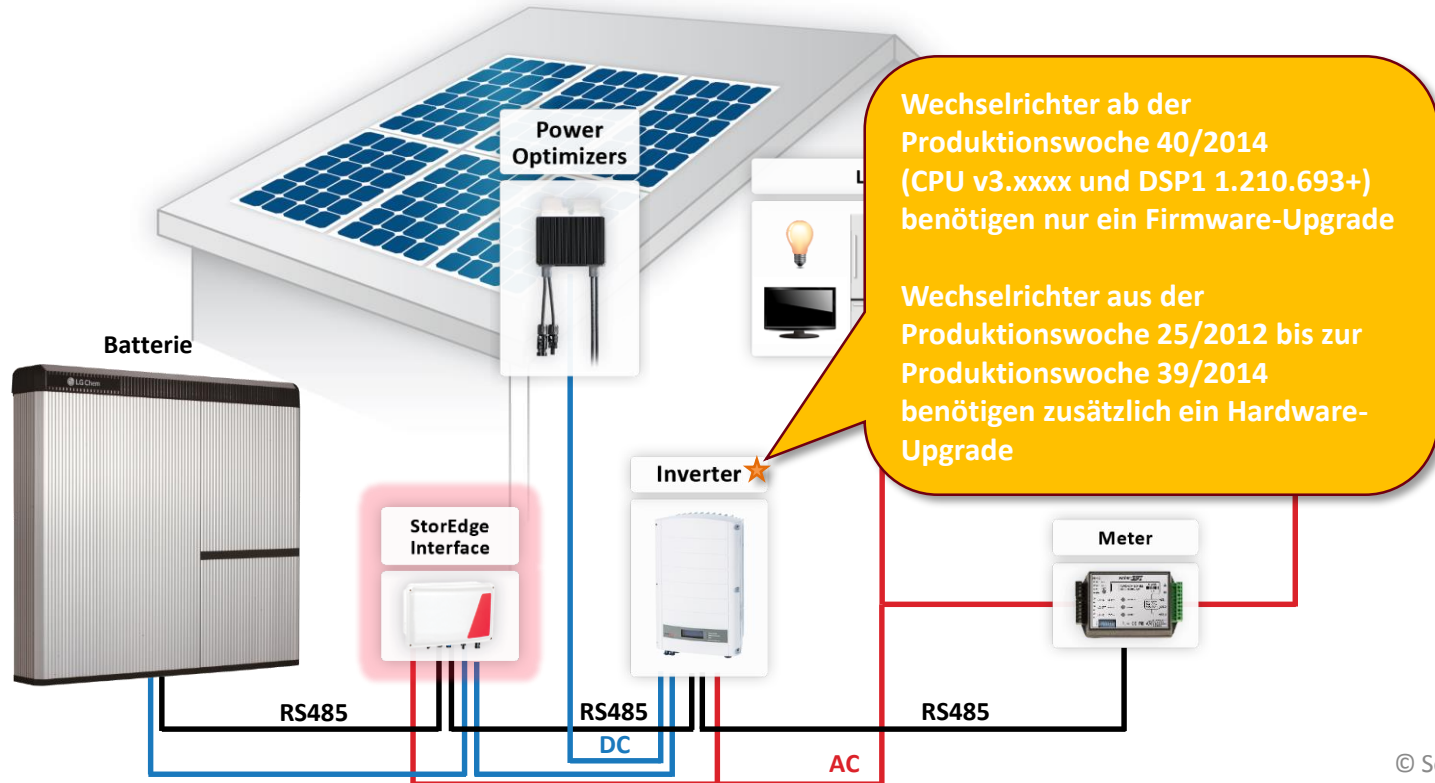 Power
Optimizers
Wechselrichter ab der
Produktionswoche 40/2014
(CPU v3.xxxx und DSP1 1.210.693+)
benötigen nur ein Firmware-Upgrade
Wechselrichter aus der
Produktionswoche 25/2012 bis zur
Produktionswoche 39/2014
benötigen zusätzlich ein Hardware-
Upgrade
Batterie
LG Chem
Inverter
StorEdge
Interface
Meter
RS485
RS485
RS485
DC
AC
©